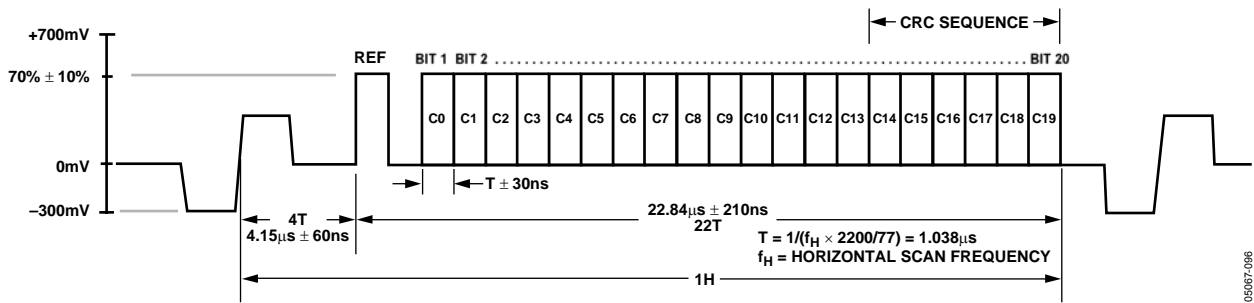 +700mV
CRC SEQUENCE
REF
BIT 1 BIT 2 BIT 20
70% ± 10%
C0 C1 C2 C3 C4 C5 C6 C7 C8 C9 C10 C11 C12 C13 C14 C15 C16 C17 C18 C19
0mV
T ± 30ns
–300mV
4T
4.15µs ± 60ns
22.84µs ± 210ns
22T
T = 1/(fH × 2200/77) = 1.038µs
fH = HORIZONTAL SCAN FREQUENCY
1H
05067-096